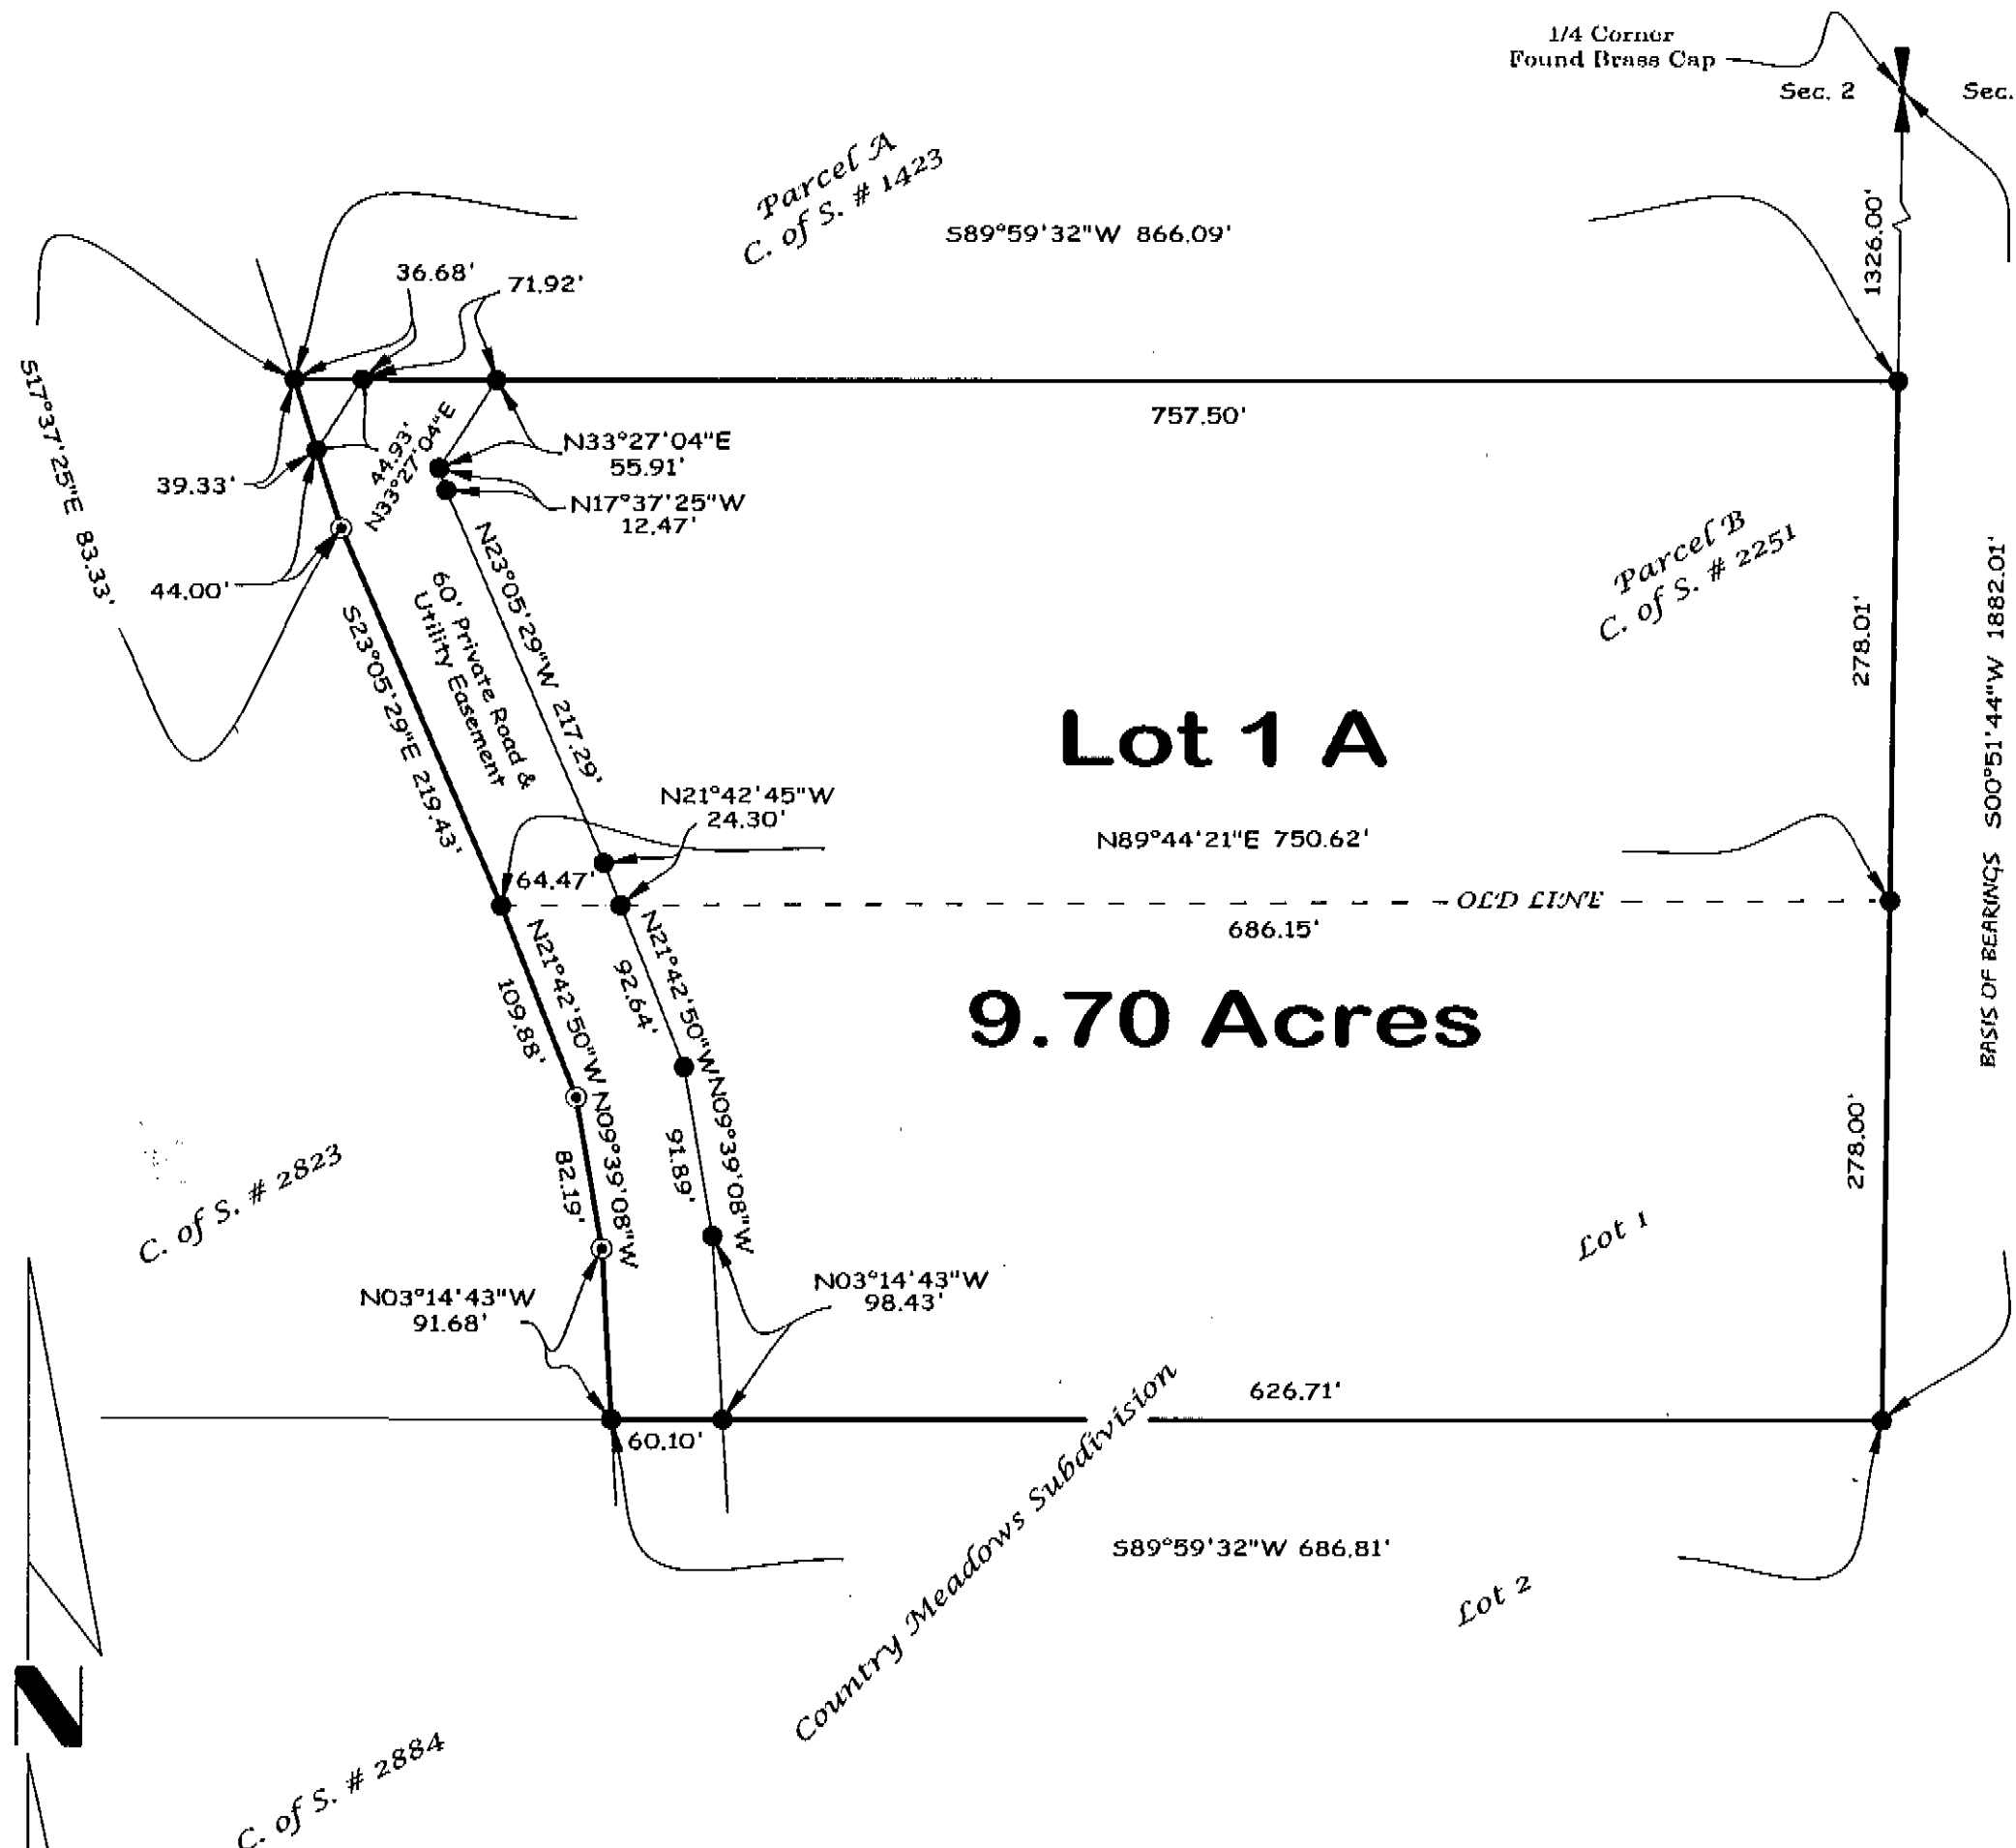 1/4 Corner
Found Brass Cap
Sec. 2
Sec.
Parcel A
C. of S. # 1423
S89°59'32"W 866.09'
1326.00'
36.68'
71.92'
757.50'
S17°37'25"E 83.33'
39.33'
44.93'
N33°27'04"E
N33°27'04"E
55.91'
N17°37'25"W
12.47'
44.00'
Parcel B
C. of S. # 2251
S23°05'29"E 219.43'
60' Private Road &
Utility Easement
N23°05'29"W 217.29'
278.01'
BASIS OF BEARINGS S00°51'44"W 1882.01'
Lot 1 A
N21°42'45"W
24.30'
N89°44'21"E 750.62'
64.47'
OLD LINE
686.15'
N21°42'50"W
109.88'
N21°42'50"W
92.64'
9.70 Acres
N09°39'08"W
82.19'
N09°39'08"W
91.89'
278.00'
C. of S. # 2823
Lot 1
N03°14'43"W
91.68'
N03°14'43"W
98.43'
626.71'
60.10'
Country Meadows Subdivision
S89°59'32"W 686.81'
Lot 2
N
C. of S. # 2884